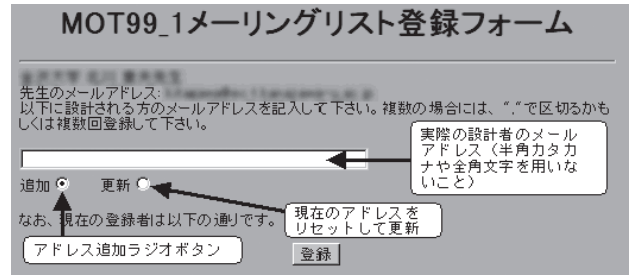 MOT99_1メーリングリスト登録フォーム
先生のメールアドレス:
以下に設計される方のメールアドレスを記入して下さい。複数の場合には、","で区切るかも
しくは複数回登録して下さい。
実際の設計者のメール
アドレス（半角カタカ
ナや全角文字を用いな
いこと）
追加
更新
現在のアドレスを
リセットして更新
なお、現在の登録者は以下の通りです。
アドレス追加ラジオボタン
登録